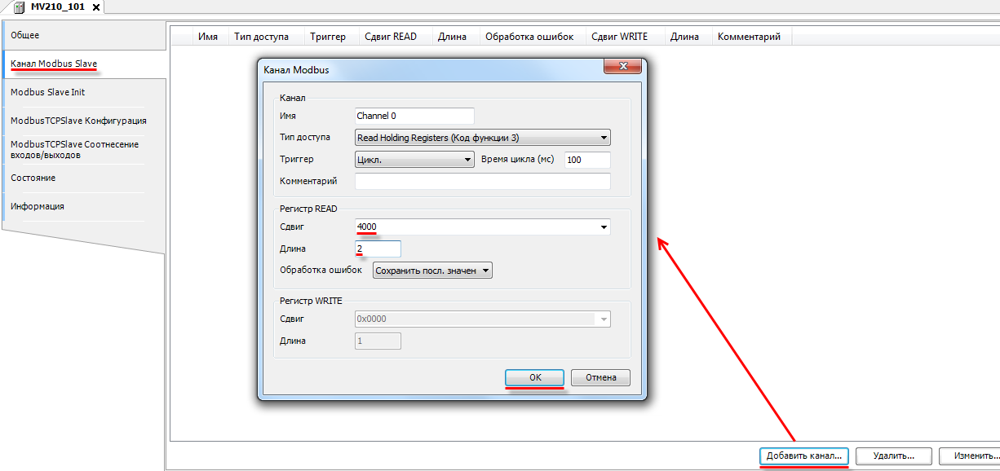 MV210_101
Общее
Канал Modbus Slave
Modbus Slave Init
ModbusTCPSlave Конфигурация
ModbusTCPSlave Соотнесение
входов/выходов
Состояние
Информация
Имя Тип доступа Триггер Сдвиг READ Длина Обработка ошибок Сдвиг WRITE Длина Комментарий
Канал Modbus
Канал
Имя Channel 0
Тип доступа Read Holding Registers (Код функции 3)
Триггер Цикл. Время цикла (мс) 100
Комментарий
Регистр READ
Сдвиг 4000
Длина 2
Обработка ошибок Сохранить посл. значен
Регистр WRITE
Сдвиг 0x0000
Длина 1
OK Отмена
Добавить канал... Удалить... Изменить...